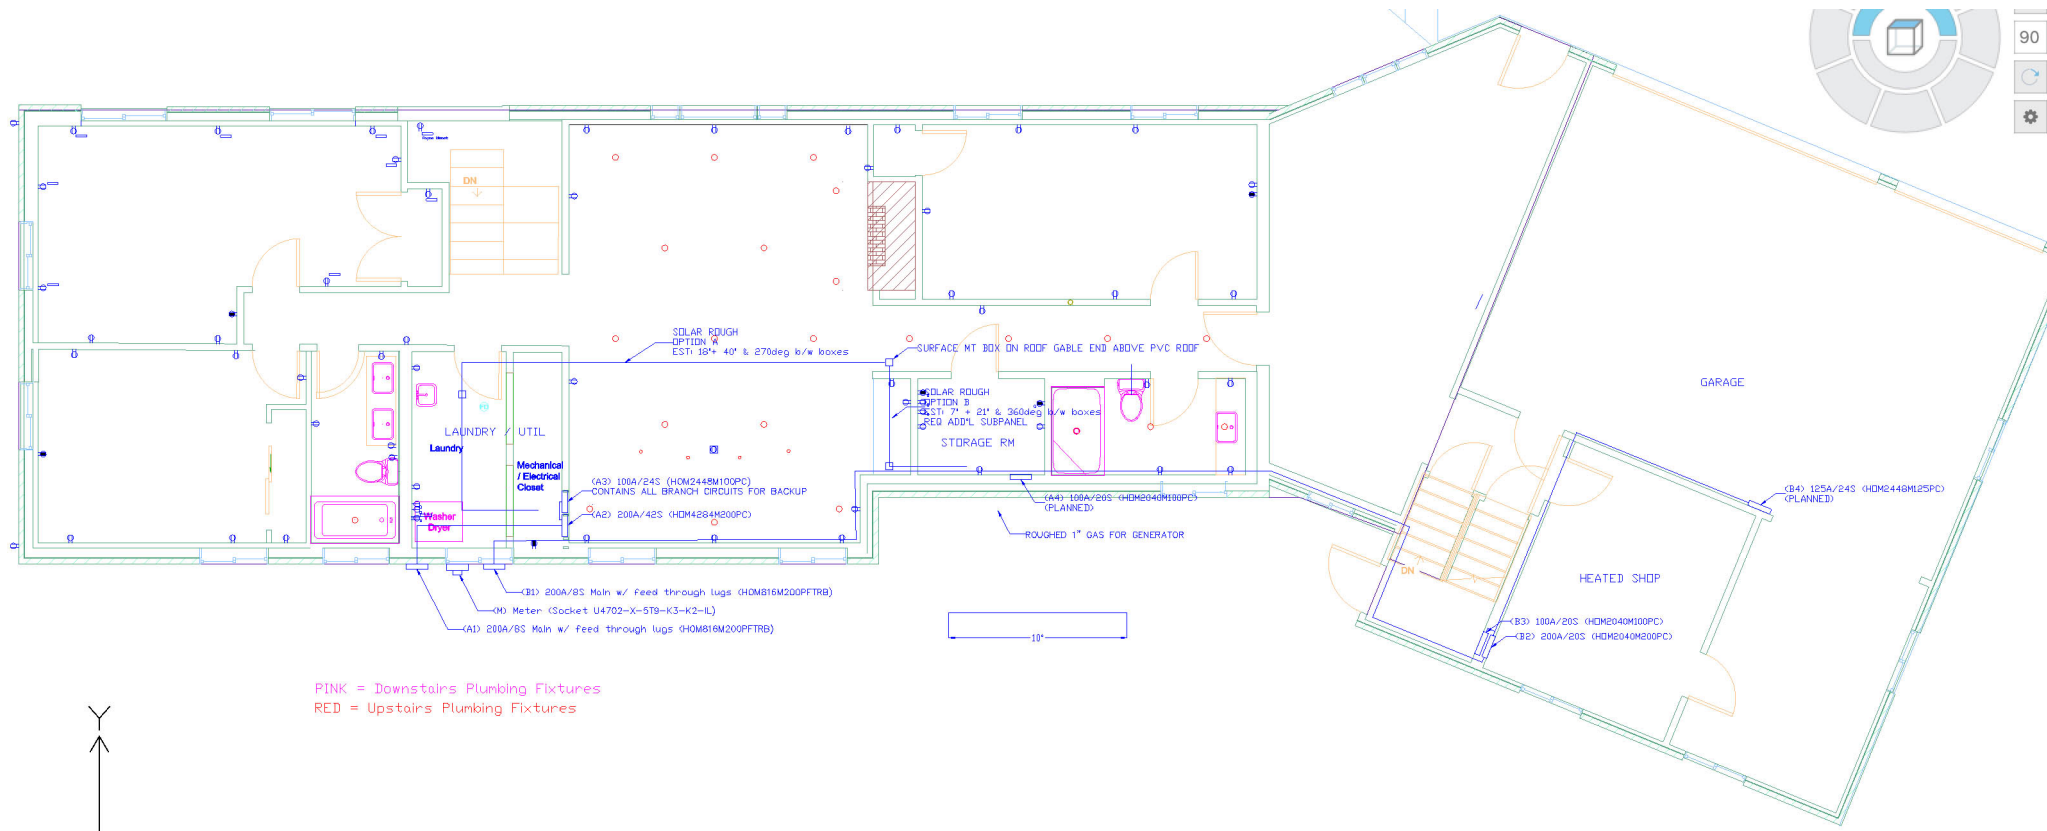 90
DN
SOLAR ROUGH
OPTION A
EST: 18'+ 40' & 270deg b/w boxes
SURFACE MT BOX ON ROOF GABLE END ABOVE PVC ROOF
GARAGE
SOLAR ROUGH
OPTION B
EST: 7' + 21' & 360deg b/w boxes
REQ ADD'L SUBPANEL
LAUNDRY / UTIL
STORAGE RM
Laundry
Mechanical
/ Electrical
Closet
(A3) 100A/24S (HOM2448M100PC)
CONTAINS ALL BRANCH CIRCUITS FOR BACKUP
(A4) 100A/20S (HOM2040M100PC)
(PLANNED)
(B4) 125A/24S (HOM2448M125PC)
(PLANNED)
(A2) 200A/42S (HOM4284M200PC)
Washer
Dryer
ROUGHED 1" GAS FOR GENERATOR
DN
HEATED SHOP
(B1) 200A/8S Main w/ feed through lugs (HOM816M200PFTRB)
(M) Meter (Socket U4702-X-5T9-K3-K2-IL)
(A1) 200A/8S Main w/ feed through lugs (HOM816M200PFTRB)
(B3) 100A/20S (HOM2040M100PC)
(B2) 200A/20S (HOM2040M200PC)
10"
PINK = Downstairs Plumbing Fixtures
RED = Upstairs Plumbing Fixtures
Y